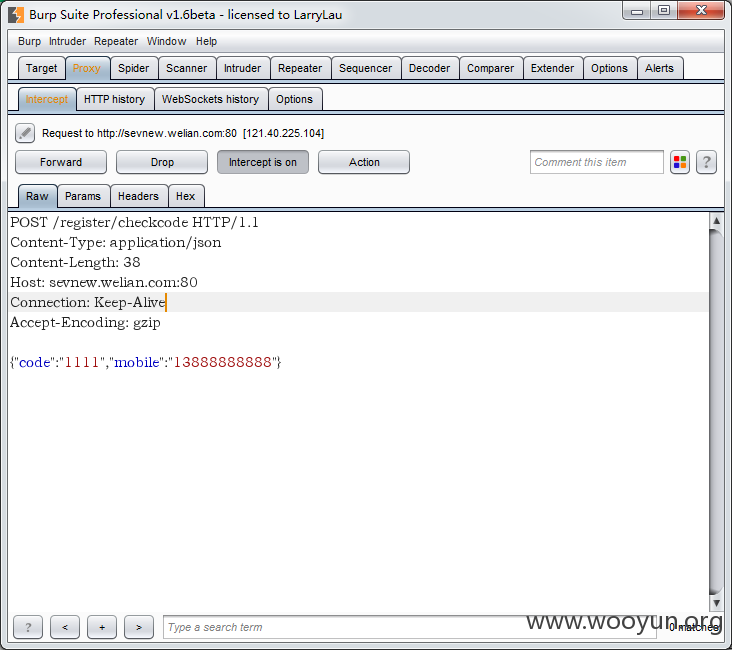 Burp Suite Professional v1.6beta - licensed to LarryLau
Burp Intruder Repeater Window Help
Target Proxy Spider Scanner Intruder Repeater Sequencer Decoder Comparer Extender Options Alerts
Intercept HTTP history WebSockets history Options
Request to http://sevnew.welian.com:80 [121.40.225.104]
Forward Drop Intercept is on Action Comment this item ?
Raw Params Headers Hex
POST /register/checkcode HTTP/1.1
Content-Type: application/json
Content-Length: 38
Host: sevnew.welian.com:80
Connection: Keep-Alive
Accept-Encoding: gzip
{"code":"1111","mobile":"13888888888"}
? < + > Type a search term 0 matches
www.wooyun.org